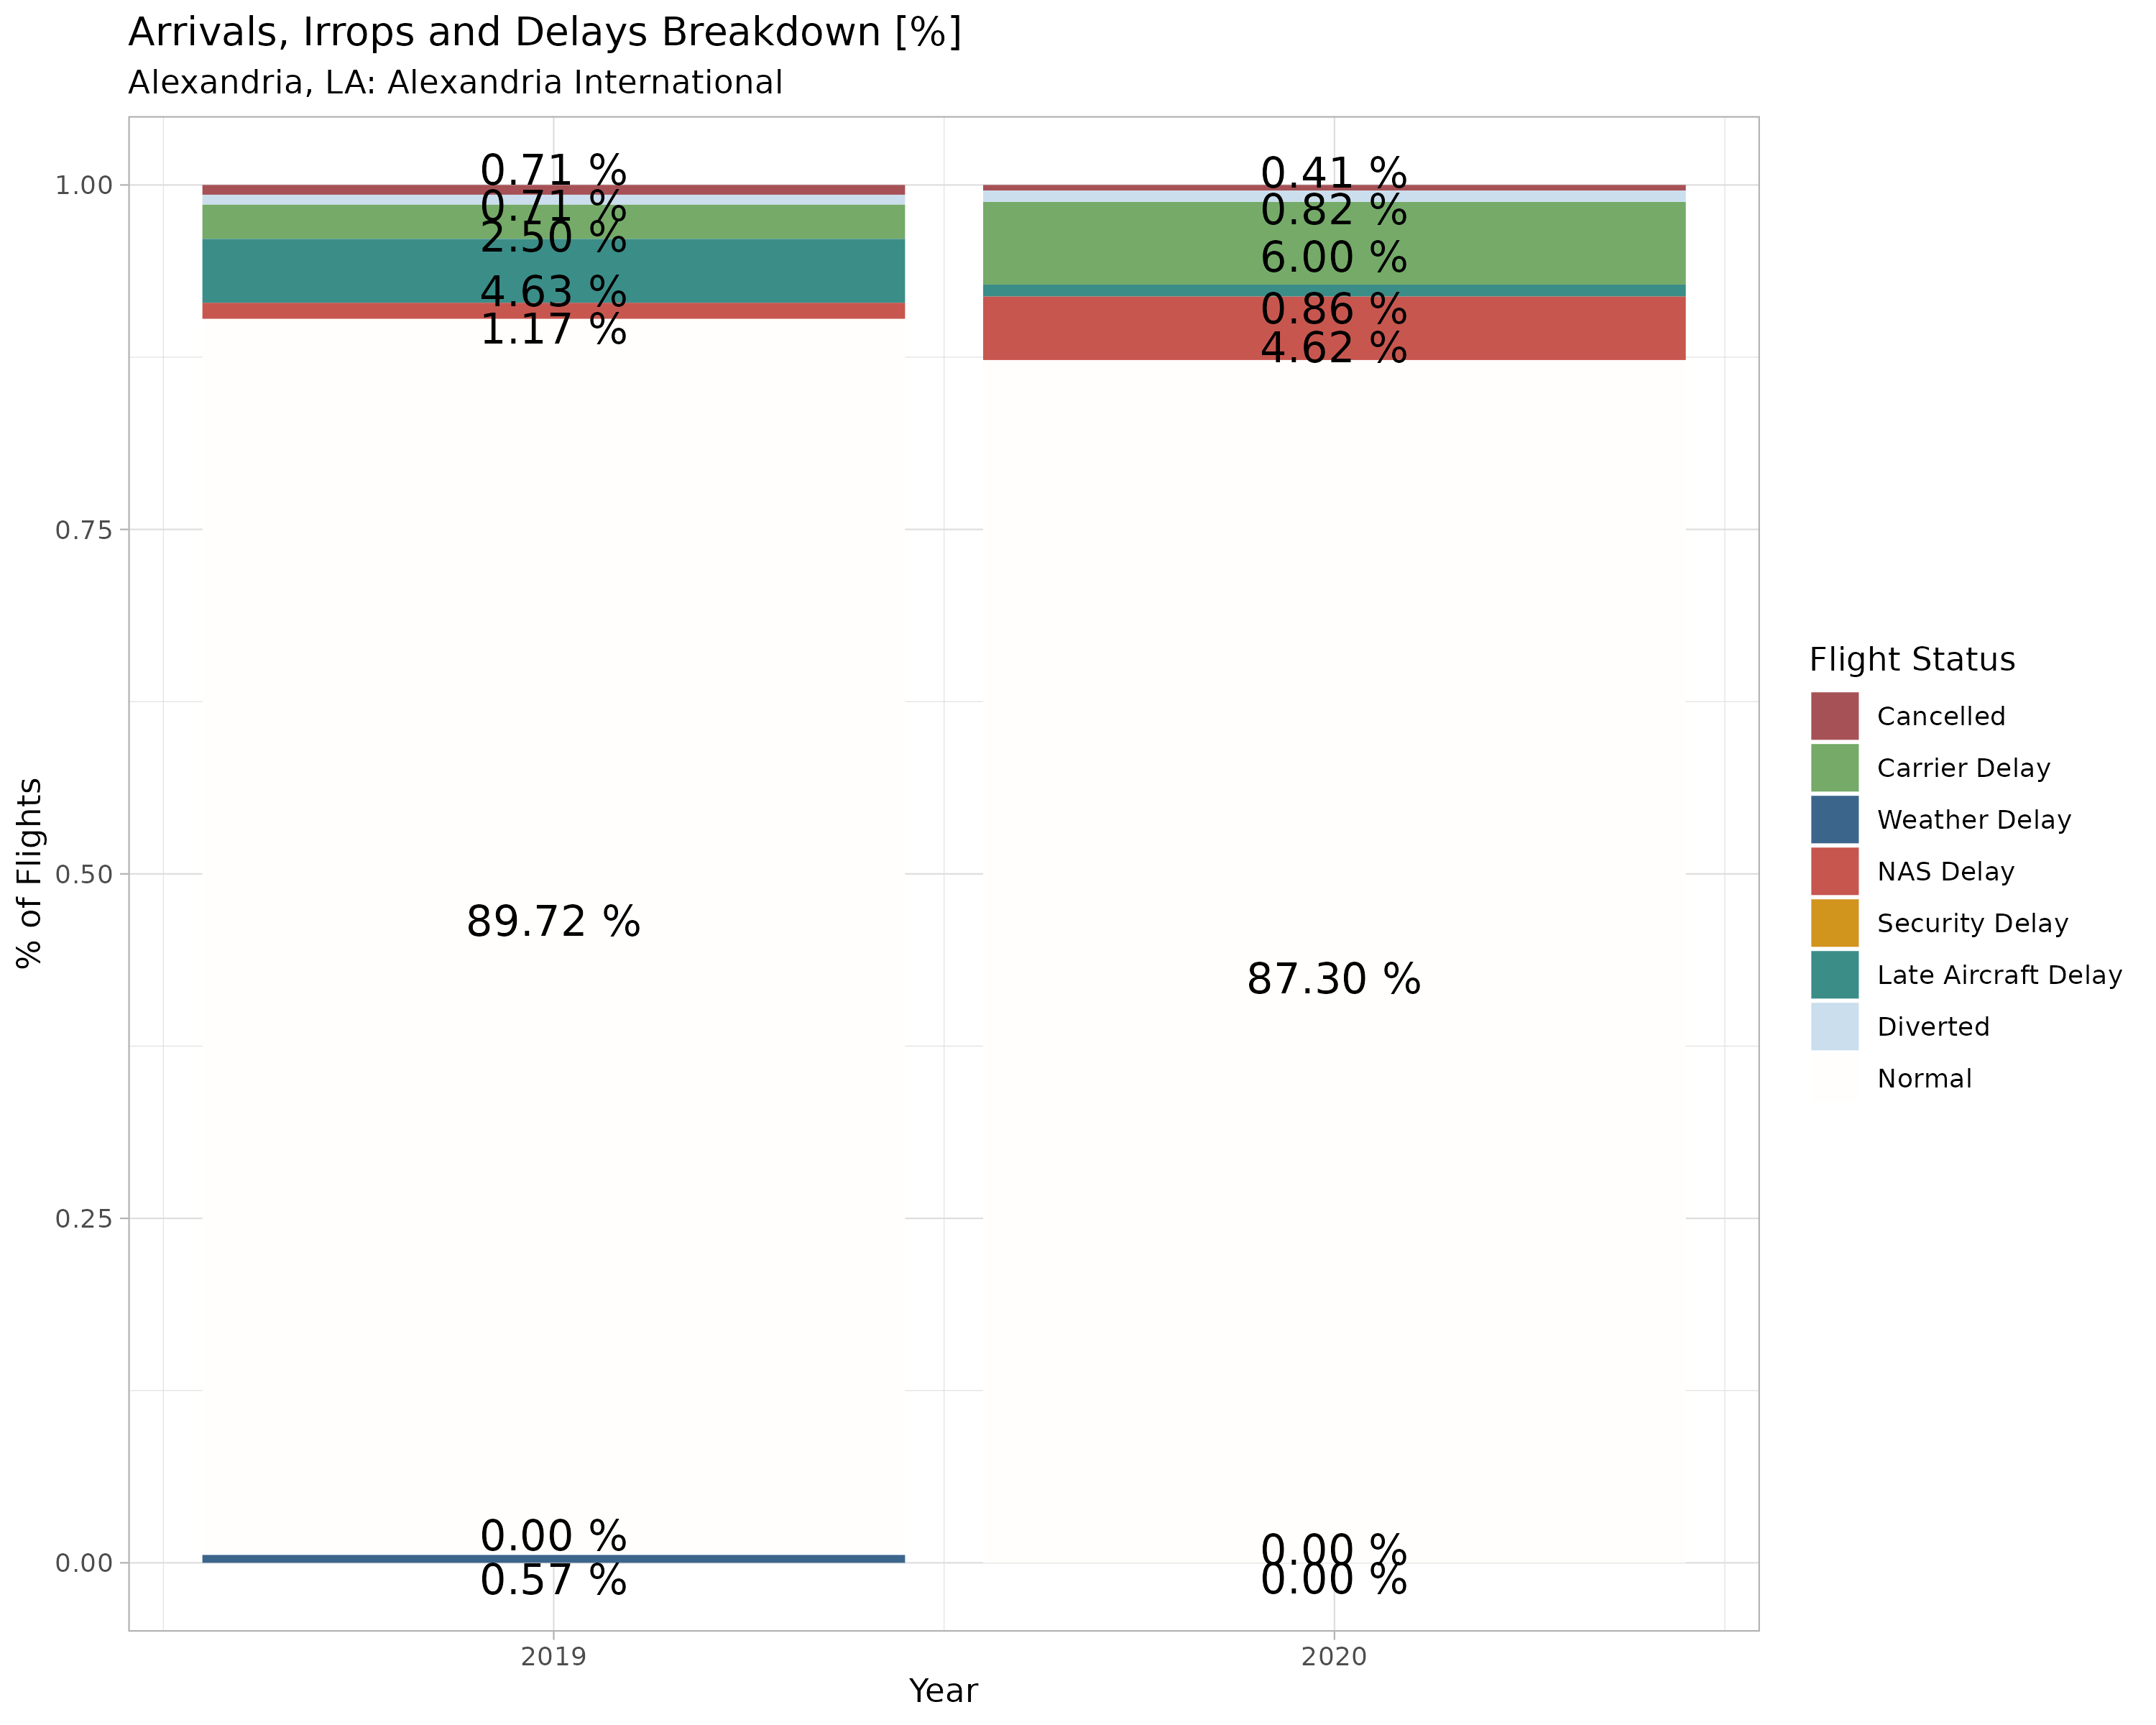 Arrivals, Irrops and Delays Breakdown [%]
Alexandria, LA: Alexandria International
% of Flights
1.00
0.75
0.50
0.25
0.00
0.71 %
0.71 %
2.50 %
4.63 %
1.17 %
89.72 %
0.00 %
0.57 %
0.41 %
0.82 %
6.00 %
0.86 %
4.62 %
87.30 %
0.00 %
0.00 %
2019
2020
Year
Flight Status
Cancelled
Carrier Delay
Weather Delay
NAS Delay
Security Delay
Late Aircraft Delay
Diverted
Normal